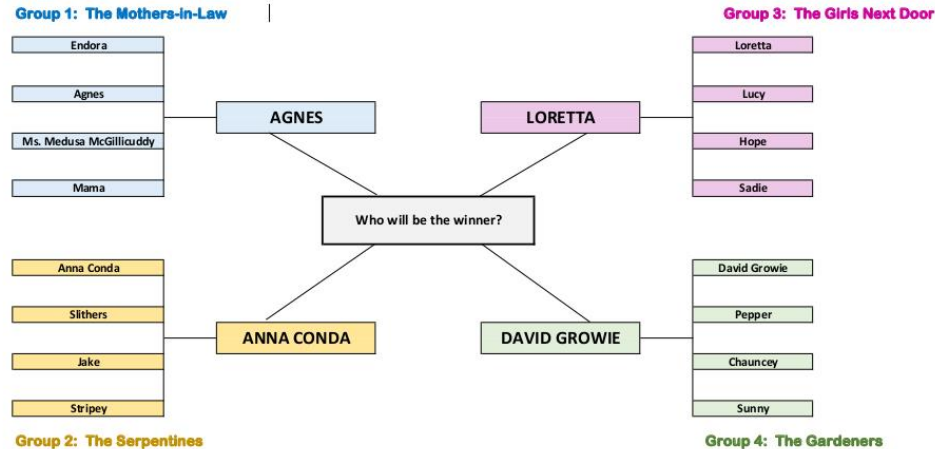 Group 1: The Mothers-in-Law
Endora
Agnes
Ms. Medusa McGillicuddy
Mama
AGNES
Group 3: The Girls Next Door
Loretta
Lucy
Hope
Sadie
LORETTA
Who will be the winner?
Anna Conda
Slithers
Jake
Stripey
ANNA CONDA
Group 2: The Serpentines
David Growie
Pepper
Chauncey
Sunny
DAVID GROWIE
Group 4: The Gardeners